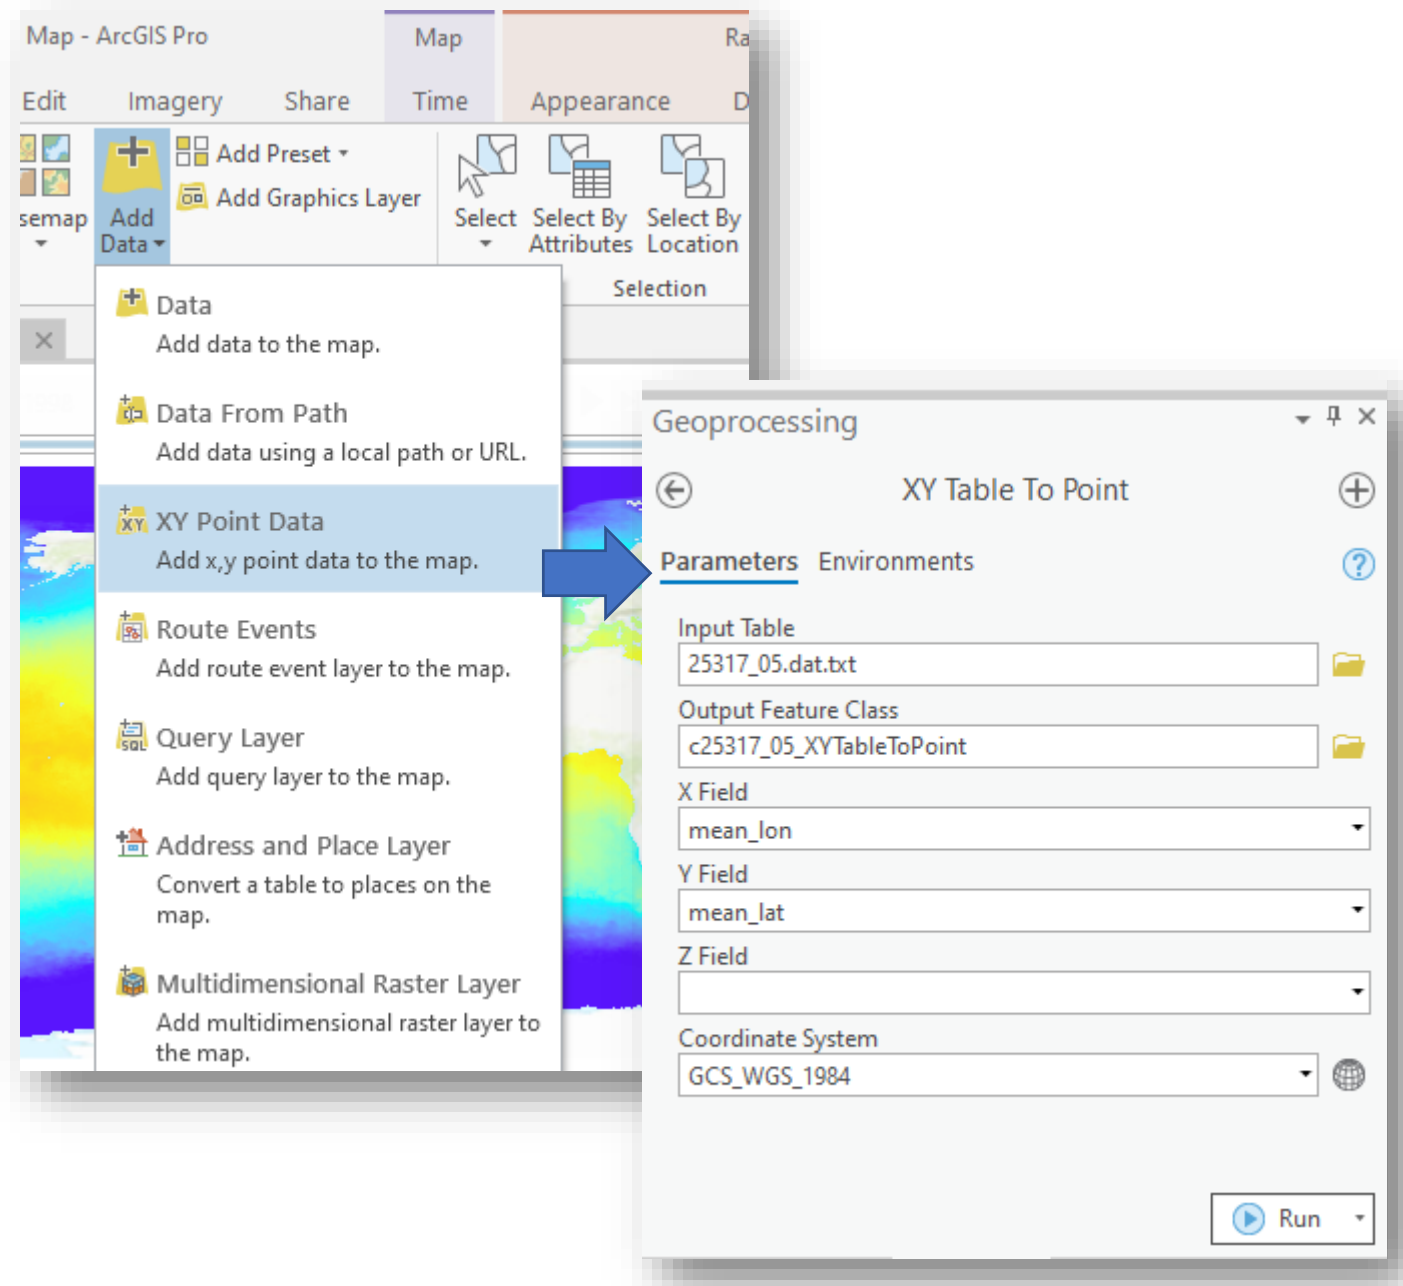 Map - ArcGIS Pro
Map
Ra
Edit
Imagery
Share
Time
Appearance
D
semap
Add
Data
Add Preset
Add Graphics Layer
Select
Select By
Attributes
Select By
Location
Selection
Data
Add data to the map.
Data From Path
Add data using a local path or URL.
XY
XY Point Data
Add x,y point data to the map.
Route Events
Add route event layer to the map.
SQL
Query Layer
Add query layer to the map.
Address and Place Layer
Convert a table to places on the
map.
Multidimensional Raster Layer
Add multidimensional raster layer to
the map.
Geoprocessing
XY Table To Point
Parameters
Environments
?
Input Table
25317_05.dat.txt
Output Feature Class
c25317_05_XYTableToPoint
X Field
mean_lon
Y Field
mean_lat
Z Field
Coordinate System
GCS_WGS_1984
Run